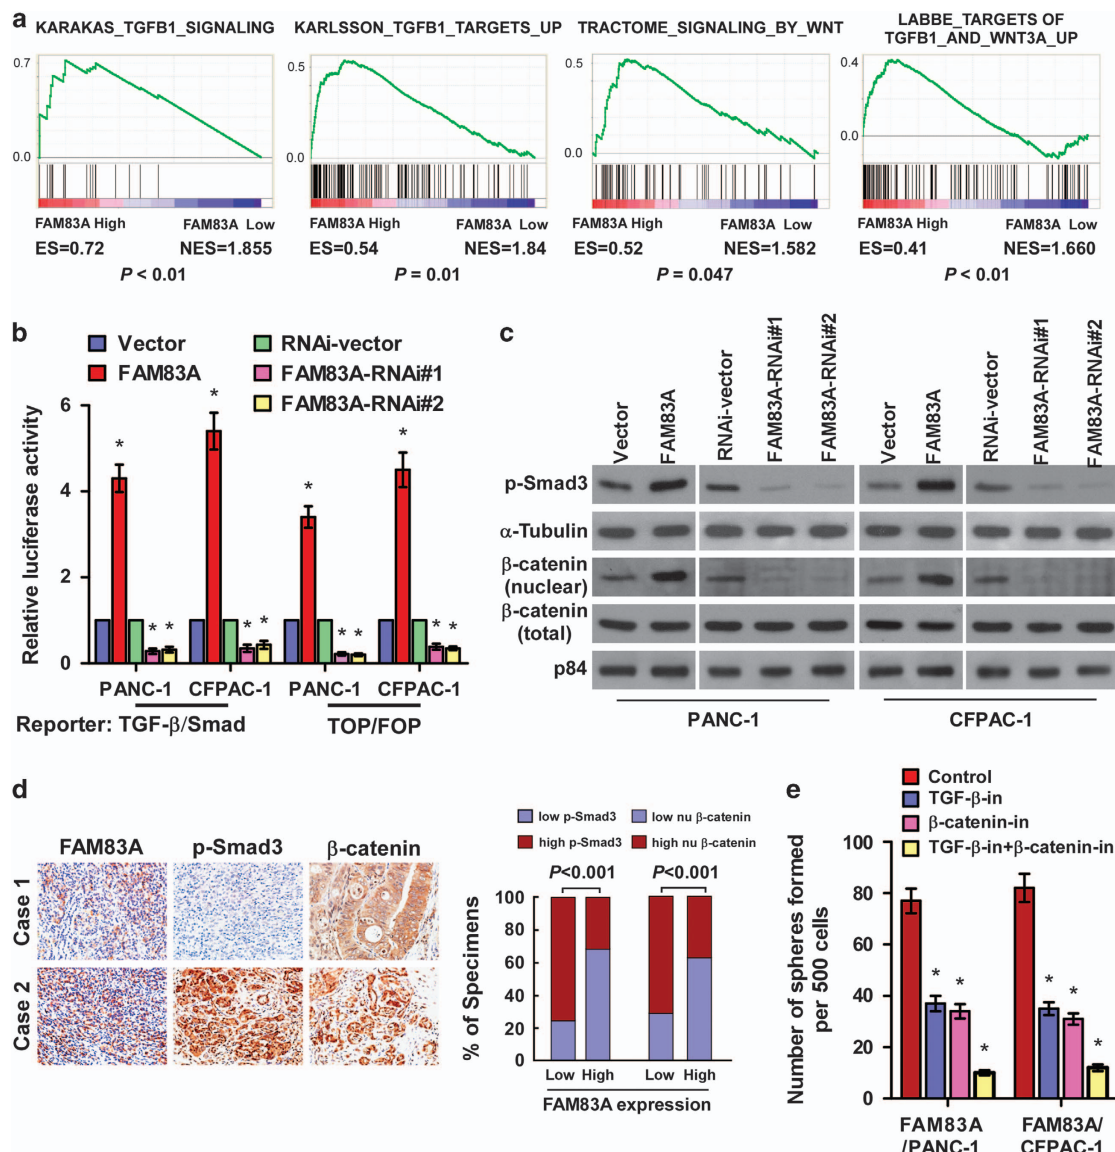 a
KARAKAS_TGFB1_SIGNALING
KARLSSON_TGFB1_TARGETS_UP
TRACTOME_SIGNALING_BY_WNT
LABBE_TARGETS OF
TGFB1_AND_WNT3A_UP
0.7
0.0
0.5
0.0
0.5
0.0
0.4
0.0
FAM83A High
FAM83A Low
FAM83A High
FAM83A Low
FAM83A High
FAM83A Low
FAM83A High
FAM83A Low
ES=0.72
NES=1.855
ES=0.54
NES=1.84
ES=0.52
NES=1.582
ES=0.41
NES=1.660
P < 0.01
P = 0.01
P = 0.047
P < 0.01
b
Vector
FAM83A
RNAi-vector
FAM83A-RNAi#1
FAM83A-RNAi#2
Relative luciferase activity
6
4
2
0
* * * * * * * * * * * *
PANC-1
CFPAC-1
PANC-1
CFPAC-1
Reporter: TGF-β/Smad
TOP/FOP
c
Vector
FAM83A
RNAi-vector
FAM83A-RNAi#1
FAM83A-RNAi#2
Vector
FAM83A
RNAi-vector
FAM83A-RNAi#1
FAM83A-RNAi#2
p-Smad3
α-Tubulin
β-catenin
(nuclear)
β-catenin
(total)
p84
PANC-1
CFPAC-1
d
FAM83A
p-Smad3
β-catenin
Case 1
Case 2
low p-Smad3
low nu β-catenin
high p-Smad3
high nu β-catenin
P<0.001
P<0.001
% of Specimens
100
80
60
40
20
0
Low High
Low High
FAM83A expression
e
Control
TGF-β-in
β-catenin-in
TGF-β-in+β-catenin-in
Number of spheres formed
per 500 cells
100
80
60
40
20
0
* * * * * *
FAM83A
/PANC-1
FAM83A/
CFPAC-1